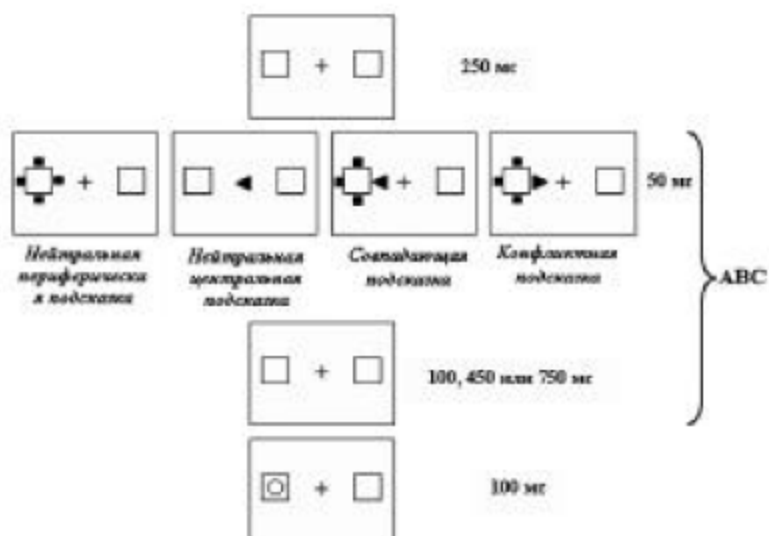 250 мс
50 мс
Нейтральная
периферическа
я подсказка
Нейтральная
центральная
подсказка
Совпадающая
подсказка
Конфликтная
подсказка
АВС
100, 450 или 750 мс
100 мс